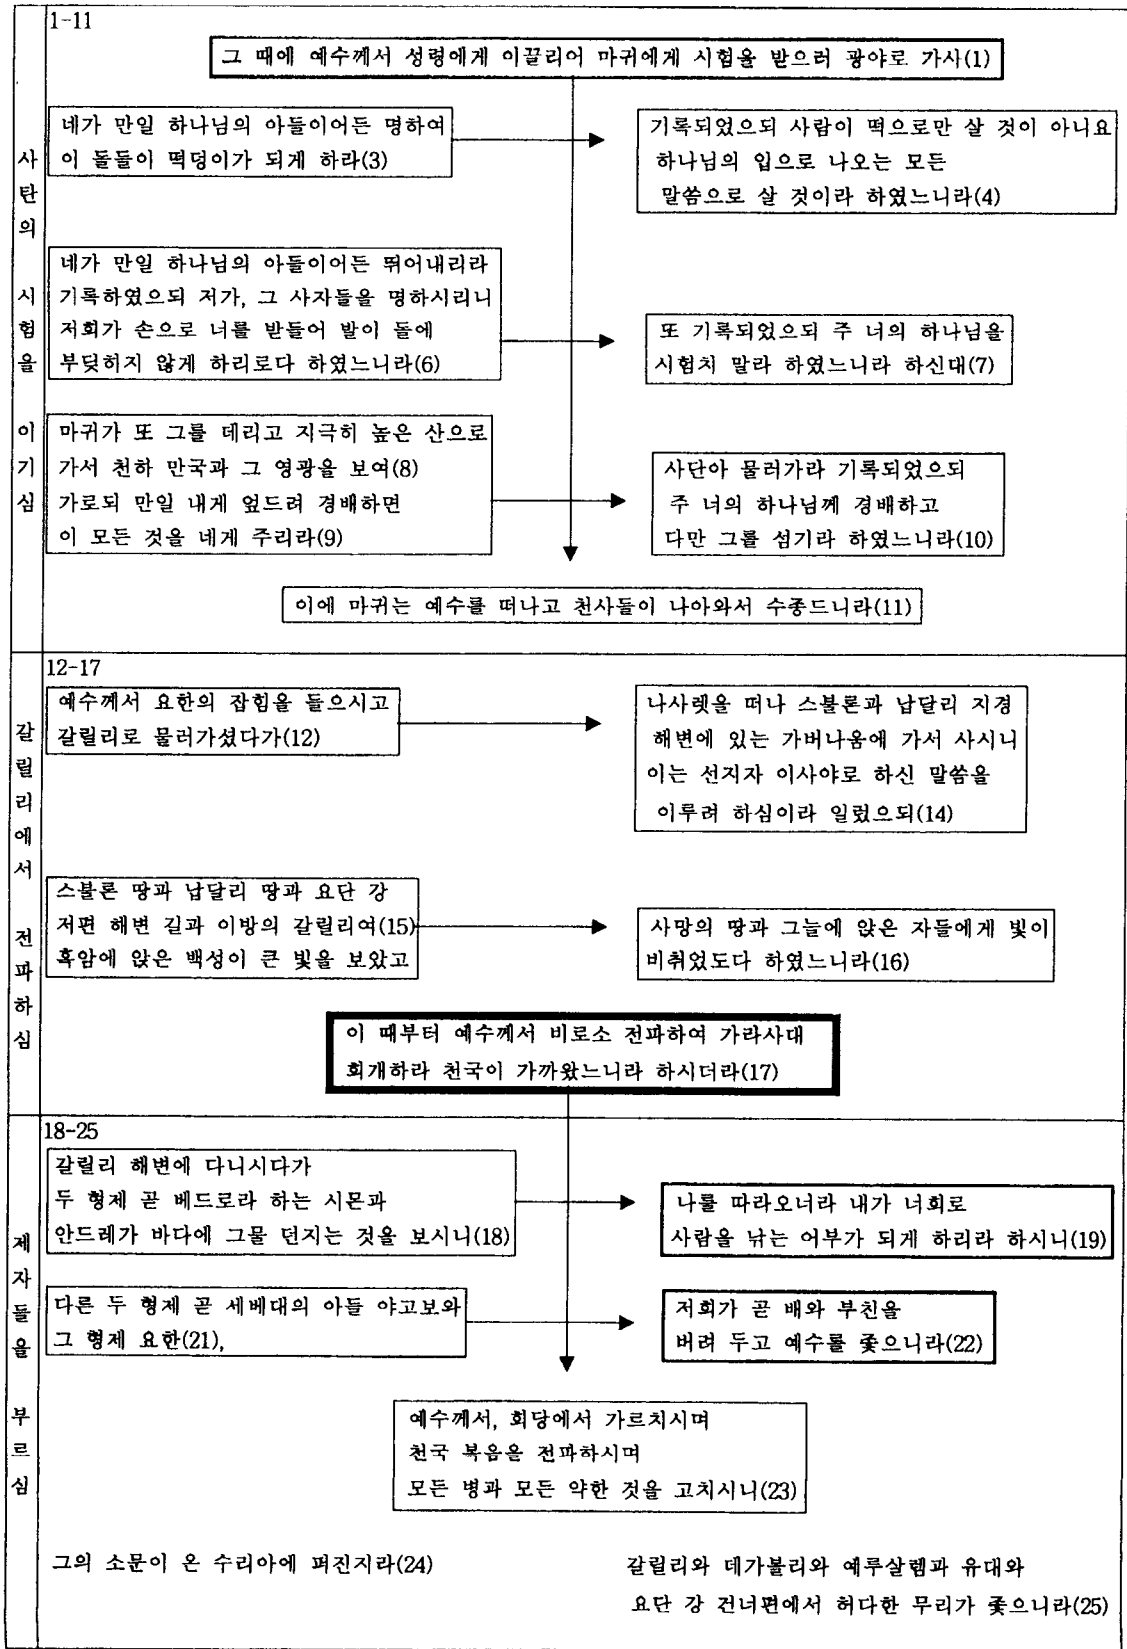 1-11
그 때에 예수께서 성령에게 이끌리어 마귀에게 시험을 받으러 광야로 가사(1)
사탄의 시험을 이기심
네가 만일 하나님의 아들이어든 명하여
이 돌들이 떡덩이가 되게 하라(3)
기록되었으되 사람이 떡으로만 살 것이 아니요
하나님의 입으로 나오는 모든
말씀으로 살 것이라 하였느니라(4)
네가 만일 하나님의 아들이어든 뛰어내리라
기록하였으되 저가, 그 사자들을 명하시리니
저희가 손으로 너를 받들어 발이 돌에
부딪히지 않게 하리로다 하였느니라(6)
또 기록되었으되 주 너의 하나님을
시험치 말라 하였느니라 하신대(7)
마귀가 또 그를 데리고 지극히 높은 산으로
가서 천하 만국과 그 영광을 보여(8)
가로되 만일 내게 엎드려 경배하면
이 모든 것을 네게 주리라(9)
사단아 물러가라 기록되었으되
주 너의 하나님께 경배하고
다만 그를 섬기라 하였느니라(10)
이에 마귀는 예수를 떠나고 천사들이 나아와서 수종드니라(11)
12-17
갈릴리에서 전파하심
예수께서 요한의 잡힘을 들으시고
갈릴리로 물러가셨다가(12)
나사렛을 떠나 스불론과 납달리 지경
해변에 있는 가버나움에 가서 사시니
이는 선지자 이사야로 하신 말씀을
이루려 하심이라 일렀으되(14)
스불론 땅과 납달리 땅과 요단 강
저편 해변 길과 이방의 갈릴리여(15)
흑암에 앉은 백성이 큰 빛을 보았고
사망의 땅과 그늘에 앉은 자들에게 빛이
비취었도다 하였느니라(16)
이 때부터 예수께서 비로소 전파하여 가라사대
회개하라 천국이 가까왔느니라 하시더라(17)
18-25
제자들을 부르심
갈릴리 해변에 다니시다가
두 형제 곧 베드로라 하는 시몬과
안드레가 바다에 그물 던지는 것을 보시니(18)
나를 따라오너라 내가 너희로
사람을 낚는 어부가 되게 하리라 하시니(19)
다른 두 형제 곧 세베대의 아들 야고보와
그 형제 요한(21),
저희가 곧 배와 부친을
버려 두고 예수를 좇으니라(22)
예수께서, 회당에서 가르치시며
천국 복음을 전파하시며
모든 병과 모든 약한 것을 고치시니(23)
그의 소문이 온 수리아에 퍼진지라(24)
갈릴리와 데가볼리와 예루살렘과 유대와
요단 강 건너편에서 허다한 무리가 좇으니라(25)